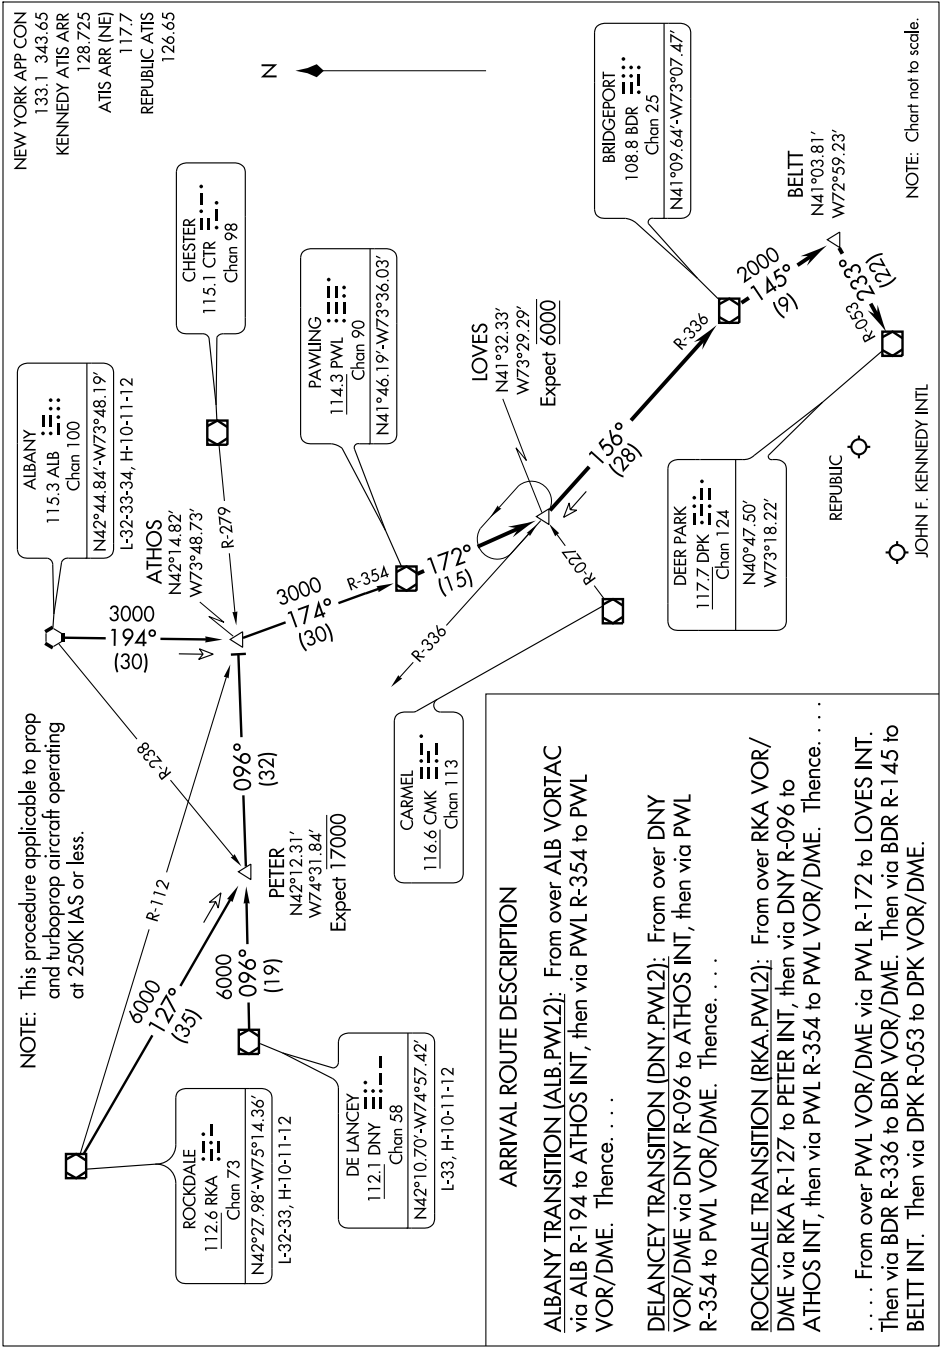 NEW YORK APP CON
133.1 343.65
KENNEDY ATIS ARR
128.725
ATIS ARR (NE)
117.7
REPUBLIC ATIS
126.65
NOTE: This procedure applicable to prop
and turboprop aircraft operating
at 250K IAS or less.
N
ALBANY
115.3 ALB
Chan 100
N42°44.84'-W73°48.19'
L-32-33-34, H-10-11-12
CHESTER
115.1 CTR
Chan 98
R-279
ROCKDALE
112.6 RKA
Chan 73
N42°27.98'-W75°14.36'
L-32-33, H-10-11-12
6000
127°
(35)
R-112
R-238
3000
194°
(30)
ATHOS
N42°14.82'
W73°48.73'
DE LANCEY
112.1 DNY
Chan 58
N42°10.70'-W74°57.42'
L-33, H-10-11-12
6000
096°
(19)
PETER
N42°12.31'
W74°31.84'
Expect 17000
096°
(32)
3000
174°
(30)
R-354
PAWLING
114.3 PWL
Chan 90
N41°46.19'-W73°36.03'
172°
(15)
R-336
LOVES
N41°32.33'
W73°29.29'
Expect 6000
CARMEL
116.6 CMK
Chan 113
R-027
156°
(28)
R-336
BRIDGEPORT
108.8 BDR
Chan 25
N41°09.64'-W73°07.47'
2000
145°
(9)
BELTT
N41°03.81'
W72°59.23'
R-053
233°
(22)
DEER PARK
117.7 DPK
Chan 124
N40°47.50'
W73°18.22'
REPUBLIC
JOHN F. KENNEDY INTL
NOTE: Chart not to scale.
ARRIVAL ROUTE DESCRIPTION
ALBANY TRANSITION (ALB.PWL2): From over ALB VORTAC
via ALB R-194 to ATHOS INT, then via PWL R-354 to PWL
VOR/DME. Thence. . . .
DELANCEY TRANSITION (DNY.PWL2): From over DNY
VOR/DME via DNY R-096 to ATHOS INT, then via PWL
R-354 to PWL VOR/DME. Thence. . . .
ROCKDALE TRANSITION (RKA.PWL2): From over RKA VOR/
DME via RKA R-127 to PETER INT, then via DNY R-096 to
ATHOS INT, then via PWL R-354 to PWL VOR/DME. Thence. . . .
. . . . From over PWL VOR/DME via PWL R-172 to LOVES INT.
Then via BDR R-336 to BDR VOR/DME. Then via BDR R-145 to
BELTT INT. Then via DPK R-053 to DPK VOR/DME.